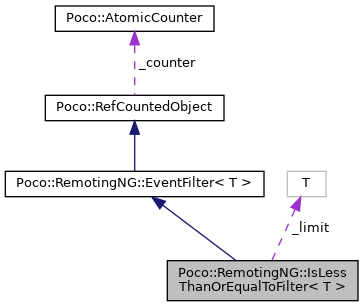 Poco::AtomicCounter
_counter
Poco::RefCountedObject
Poco::RemotingNG::EventFilter< T >
T
_limit
Poco::RemotingNG::IsLess
ThanOrEqualToFilter< T >